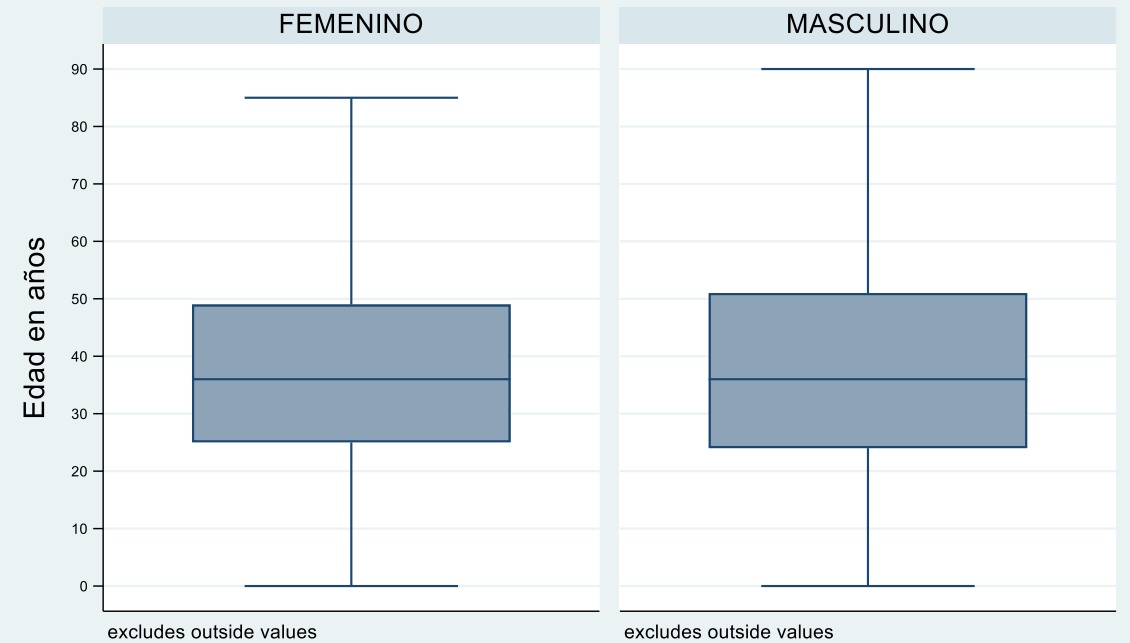 FEMENINO
MASCULINO
Edad en años
90
80
70
60
50
40
30
20
10
0
excludes outside values
excludes outside values